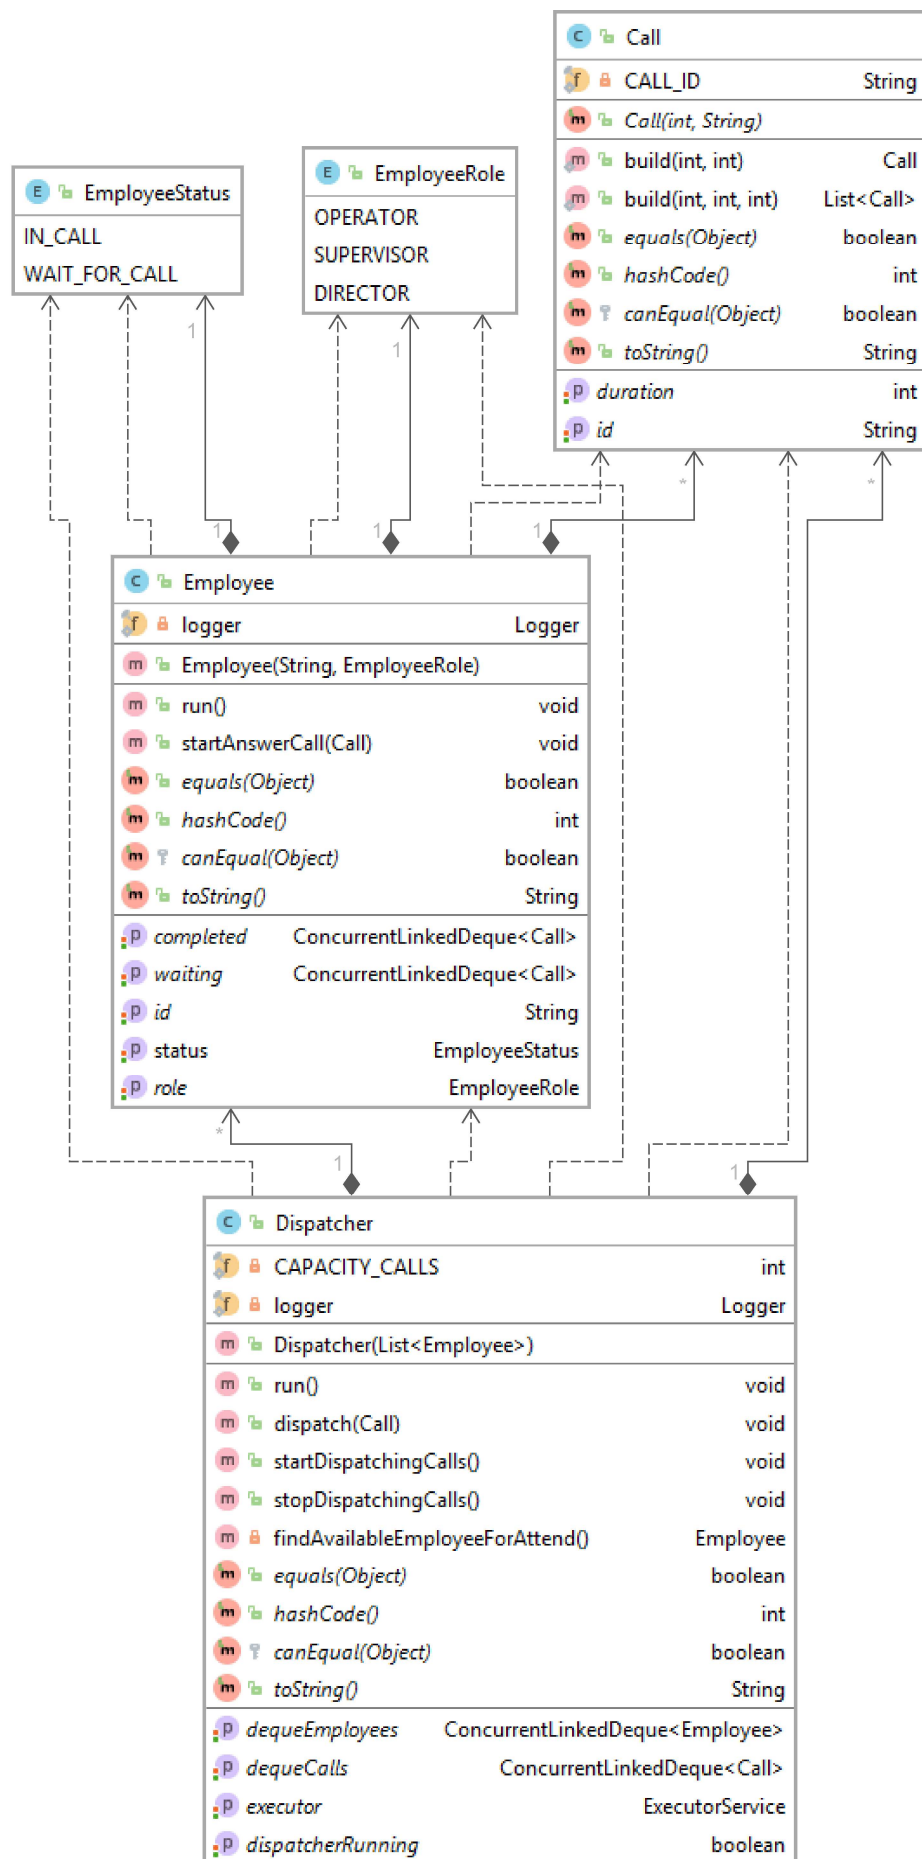 C Call
f CALL_ID String
m Call(int, String)
m build(int, int) Call
m build(int, int, int) List<Call>
m equals(Object) boolean
m hashCode() int
m canEqual(Object) boolean
m toString() String
p duration int
p id String
E EmployeeStatus
IN_CALL
WAIT_FOR_CALL
E EmployeeRole
OPERATOR
SUPERVISOR
DIRECTOR
1
1
*
*
1
1
1
C Employee
f logger Logger
m Employee(String, EmployeeRole)
m run() void
m startAnswerCall(Call) void
m equals(Object) boolean
m hashCode() int
m canEqual(Object) boolean
m toString() String
p completed ConcurrentLinkedDeque<Call>
p waiting ConcurrentLinkedDeque<Call>
p id String
p status EmployeeStatus
p role EmployeeRole
*
1
1
C Dispatcher
f CAPACITY_CALLS int
f logger Logger
m Dispatcher(List<Employee>)
m run() void
m dispatch(Call) void
m startDispatchingCalls() void
m stopDispatchingCalls() void
m findAvailableEmployeeForAttend() Employee
m equals(Object) boolean
m hashCode() int
m canEqual(Object) boolean
m toString() String
p dequeEmployees ConcurrentLinkedDeque<Employee>
p dequeCalls ConcurrentLinkedDeque<Call>
p executor ExecutorService
p dispatcherRunning boolean